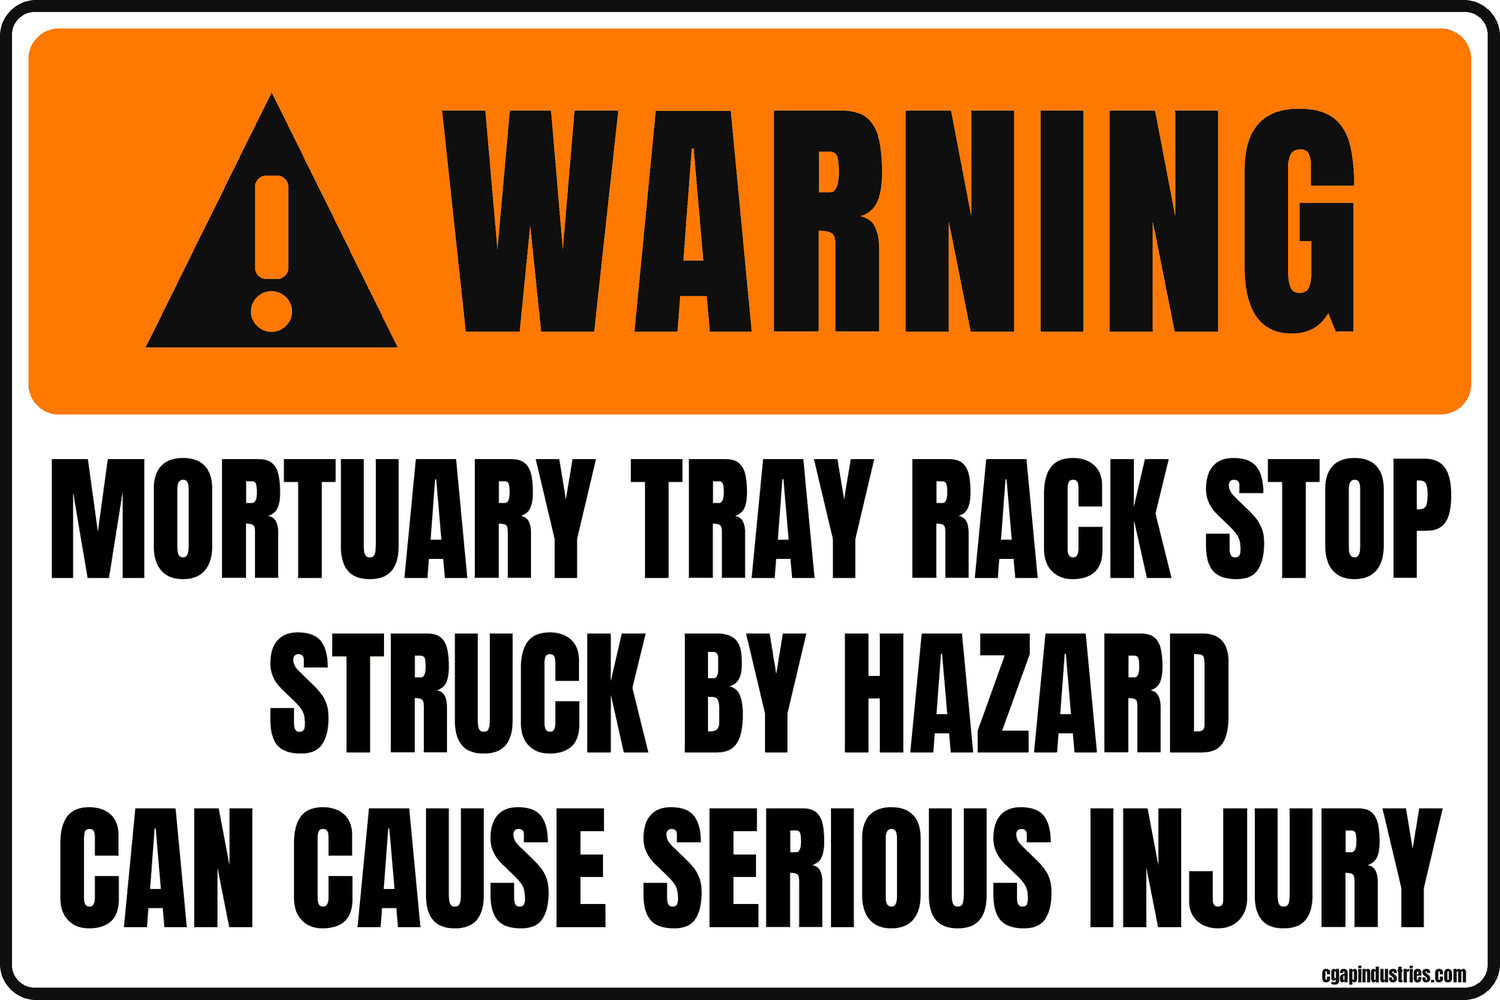 WARNING
MORTUARY TRAY RACK STOP
STRUCK BY HAZARD
CAN CAUSE SERIOUS INJURY
cgapindustries.com